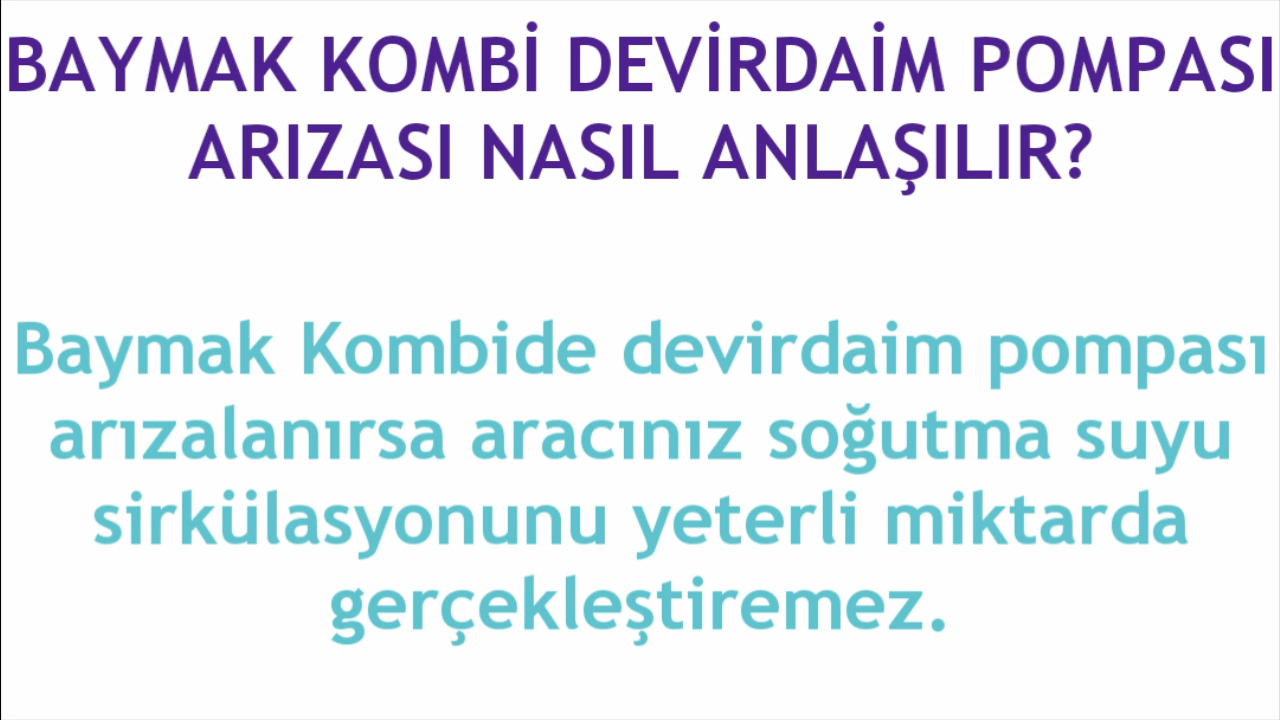 BAYMAK KOMBİ DEVİRDAİM POMPASI
ARIZASI NASIL ANLAŞILIR?
Baymak Kombide devirdaim pompası
arızalanırsa aracınız soğutma suyu
sirkülasyonunu yeterli miktarda
gerçekleştiremez.